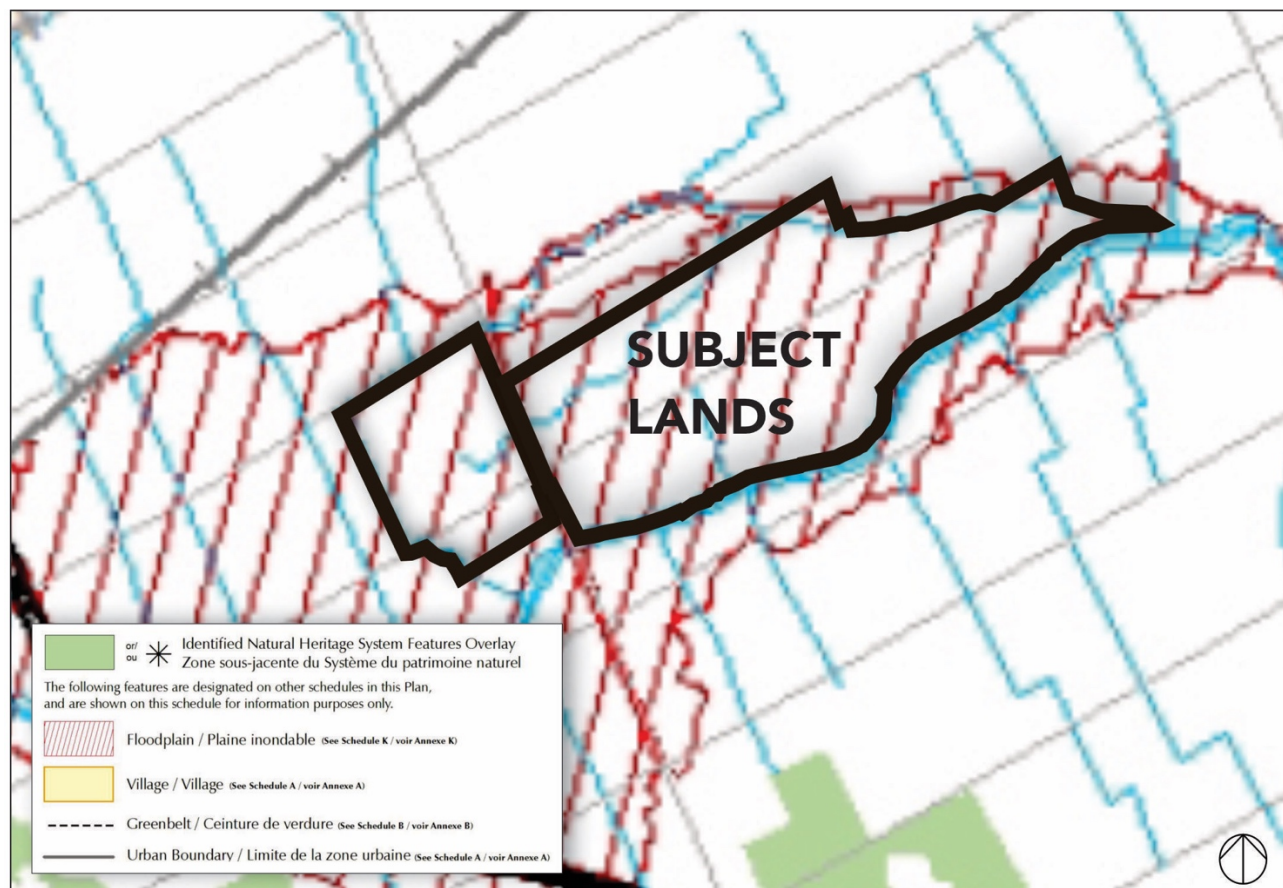 SUBJECT
LANDS
or/
ou
Identified Natural Heritage System Features Overlay
Zone sous-jacente du Système du patrimoine naturel
The following features are designated on other schedules in this Plan,
and are shown on this schedule for information purposes only.
Floodplain / Plaine inondable (See Schedule K / voir Annexe K)
Village / Village (See Schedule A / voir Annexe A)
Greenbelt / Ceinture de verdure (See Schedule B / voir Annexe B)
Urban Boundary / Limite de la zone urbaine (See Schedule A / voir Annexe A)